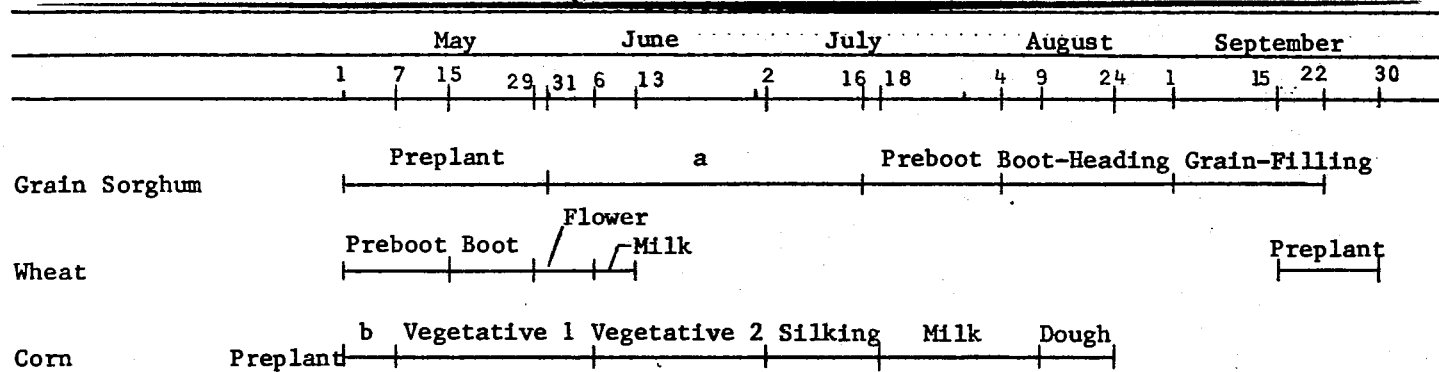 May June July August September
1 7 15 29 31 6 13 2 16 18 4 9 24 1 15 22 30
Preplant a Preboot Boot-Heading Grain-Filling
Grain Sorghum
Flower
Preboot Boot Milk Preplant
Wheat
b Vegetative 1 Vegetative 2 Silking Milk Dough
Corn Preplant